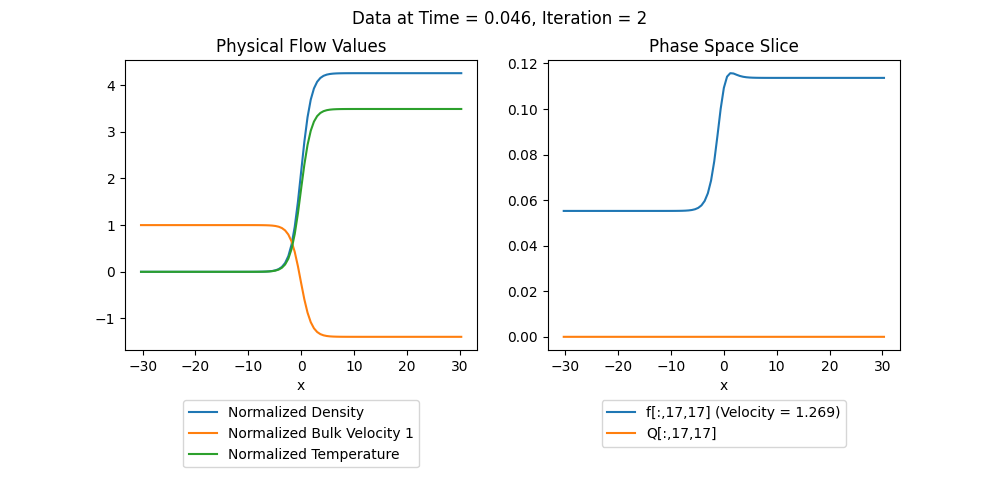 Data at Time = 0.046, Iteration = 2
Physical Flow Values
4
3
2
1
0
−1
−30
−20
−10
0
10
20
30
x
Normalized Density
Normalized Bulk Velocity 1
Normalized Temperature
Phase Space Slice
0.12
0.10
0.08
0.06
0.04
0.02
0.00
−30
−20
−10
0
10
20
30
x
f[:,17,17] (Velocity = 1.269)
Q[:,17,17]